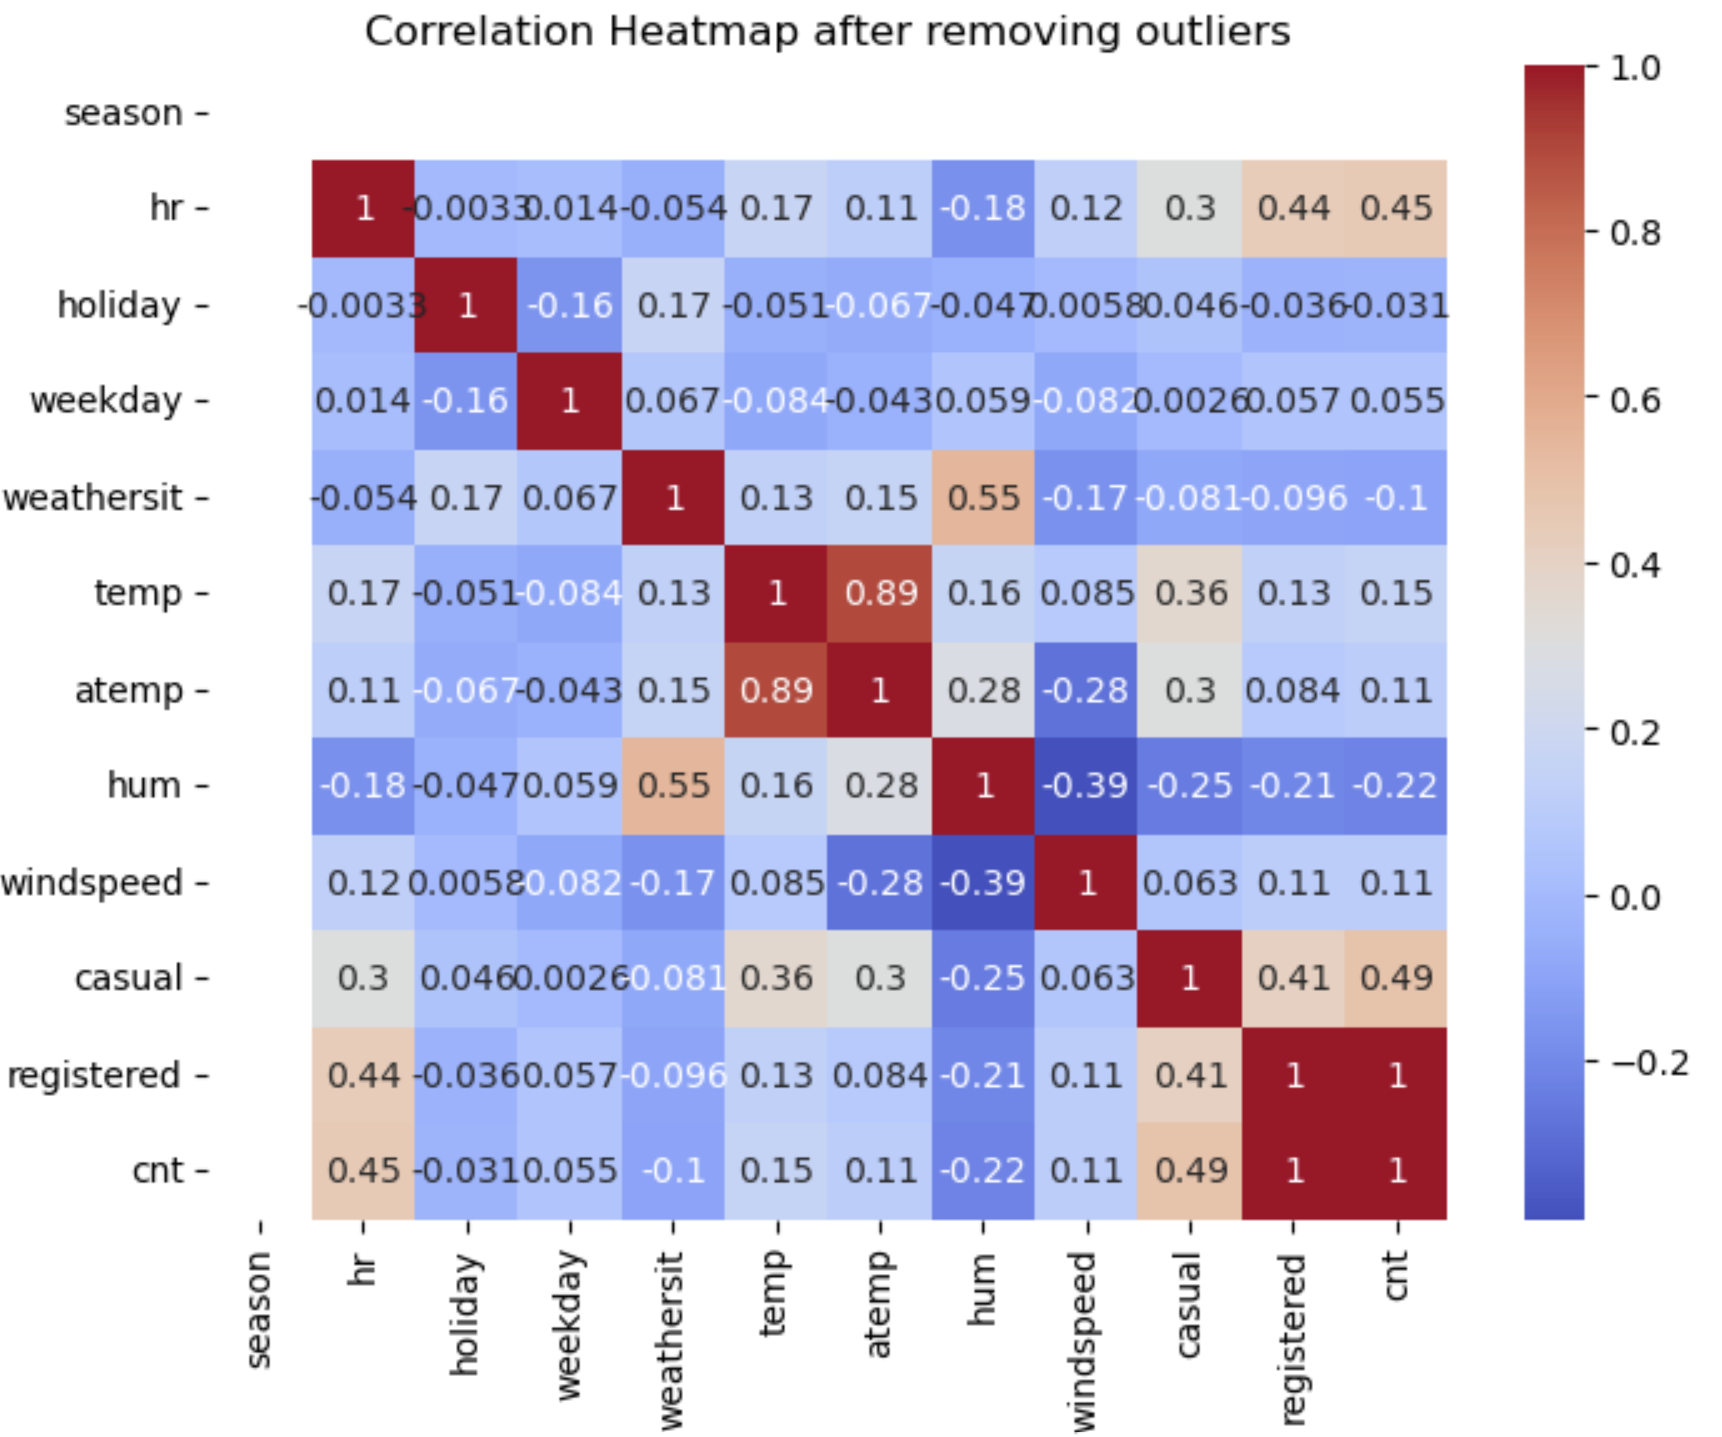 Correlation Heatmap after removing outliers
season
hr 1 -0.0033 0.014 -0.054 0.17 0.11 -0.18 0.12 0.3 0.44 0.45
holiday -0.0033 1 -0.16 0.17 -0.051 -0.067 -0.047 0.0058 0.046 -0.036 -0.031
weekday 0.014 -0.16 1 0.067 -0.084 -0.043 0.059 -0.082 0.0026 0.057 0.055
weathersit -0.054 0.17 0.067 1 0.13 0.15 0.55 -0.17 -0.081 -0.096 -0.1
temp 0.17 -0.051 -0.084 0.13 1 0.89 0.16 0.085 0.36 0.13 0.15
atemp 0.11 -0.067 -0.043 0.15 0.89 1 0.28 -0.28 0.3 0.084 0.11
hum -0.18 -0.047 0.059 0.55 0.16 0.28 1 -0.39 -0.25 -0.21 -0.22
windspeed 0.12 0.0058 -0.082 -0.17 0.085 -0.28 -0.39 1 0.063 0.11 0.11
casual 0.3 0.046 0.0026 -0.081 0.36 0.3 -0.25 0.063 1 0.41 0.49
registered 0.44 -0.036 0.057 -0.096 0.13 0.084 -0.21 0.11 0.41 1 1
cnt 0.45 -0.031 0.055 -0.1 0.15 0.11 -0.22 0.11 0.49 1 1
season hr holiday weekday weathersit temp atemp hum windspeed casual registered cnt
1.0
0.8
0.6
0.4
0.2
0.0
−0.2